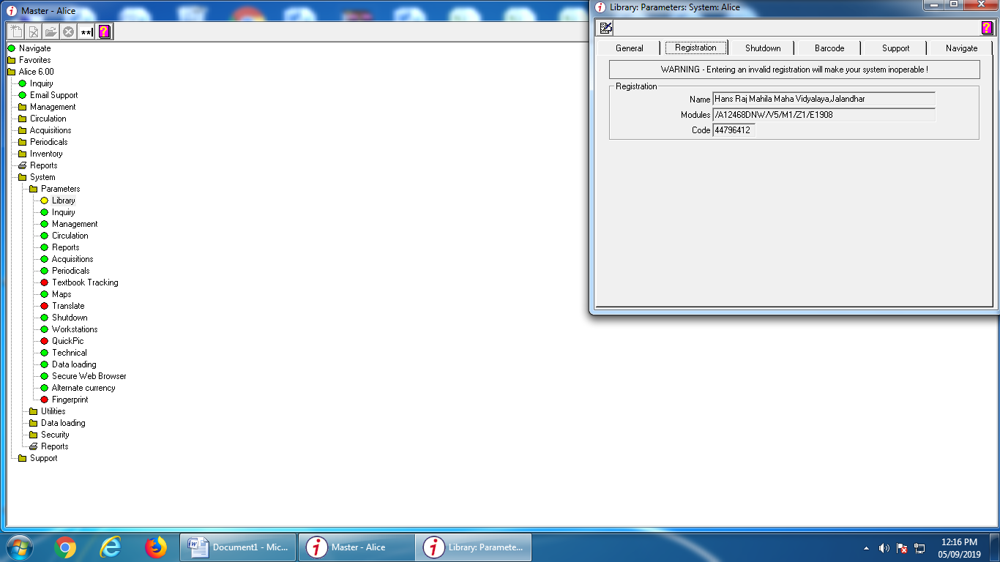 Master - Alice
Navigate
Favorites
Alice 6.00
Inquiry
Email Support
Management
Circulation
Acquisitions
Periodicals
Inventory
Reports
System
Parameters
Library
Inquiry
Management
Circulation
Reports
Acquisitions
Periodicals
Textbook Tracking
Maps
Translate
Shutdown
Workstations
QuickPic
Technical
Data loading
Secure Web Browser
Alternate currency
Fingerprint
Utilities
Data loading
Security
Reports
Support
Library: Parameters: System: Alice
General Registration Shutdown Barcode Support Navigate
WARNING - Entering an invalid registration will make your system inoperable !
Registration
Name Hans Raj Mahila Maha Vidyalaya,Jalandhar
Modules /A12468DNW/V5/M1/Z1/E1908
Code 44796412
Document1 - Mic... Master - Alice Library: Paramete... 12:16 PM
05/09/2019